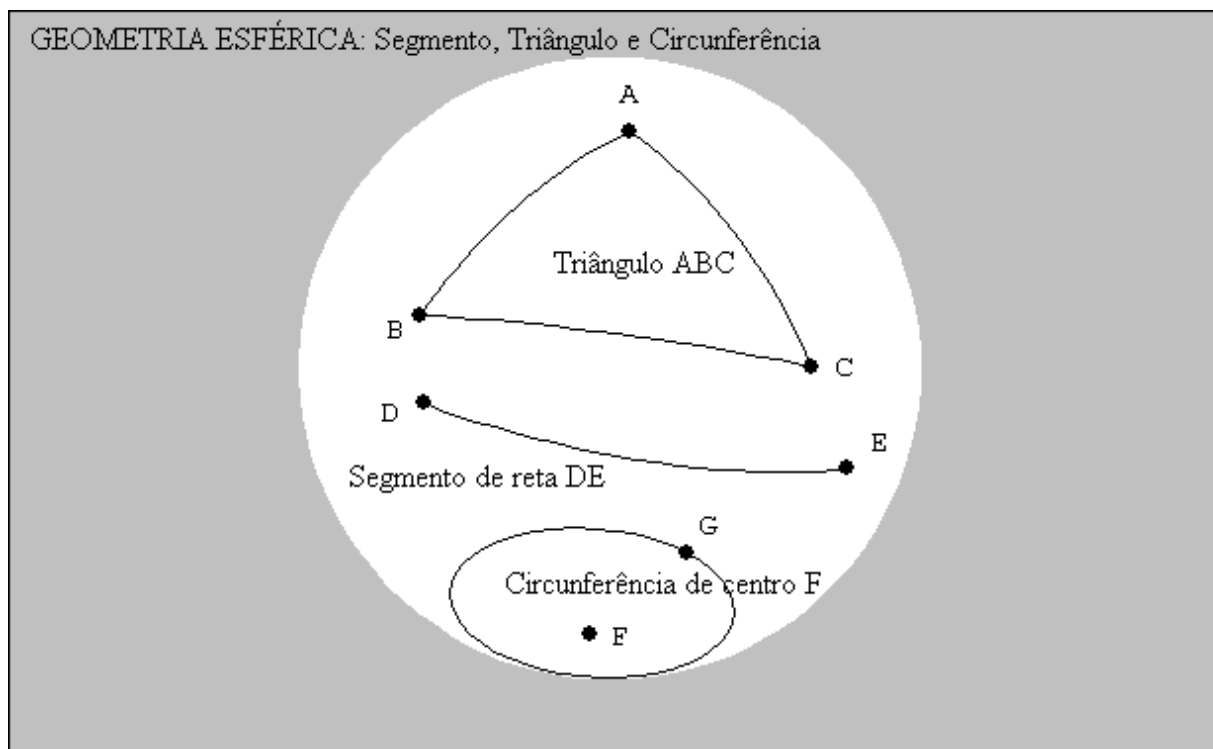 GEOMETRIA ESFÉRICA: Segmento, Triângulo e Circunferência
A
Triângulo ABC
B
C
D
E
Segmento de reta DE
G
Circunferência de centro F
F